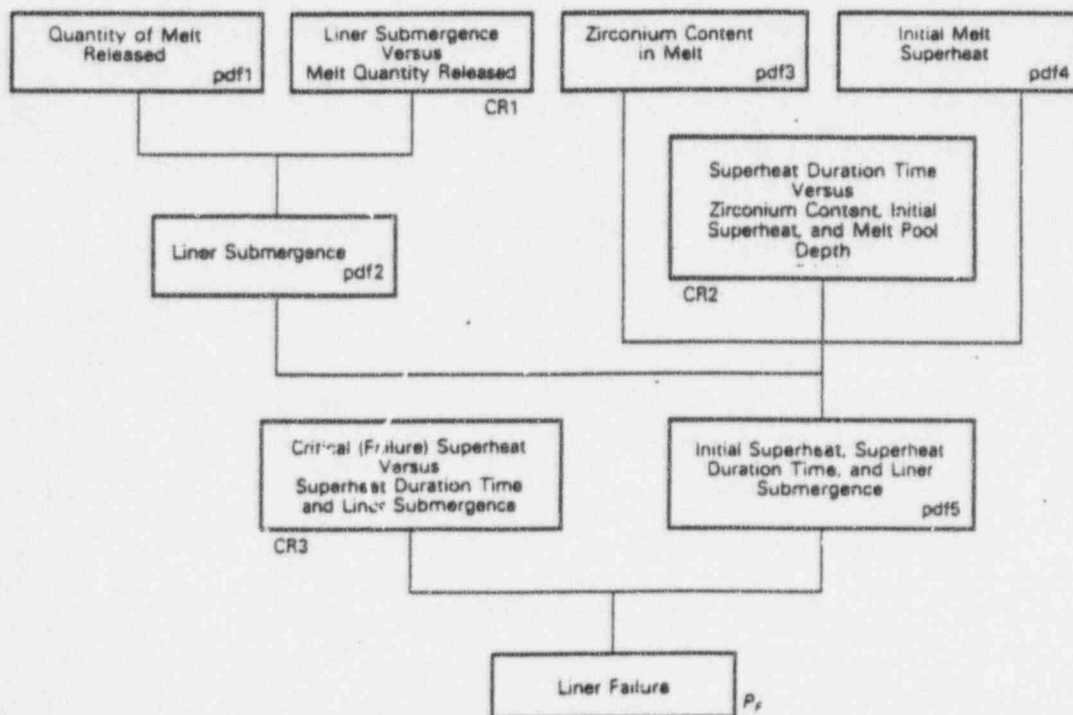 Quantity of Melt
Released
pdf1
Liner Submergence
Versus
Melt Quantity Released
CR1
Zirconium Content
in Melt
pdf3
Initial Melt
Superheat
pdf4
Superheat Duration Time
Versus
Zirconium Content, Initial
Superheat, and Melt Pool
Depth
CR2
Liner Submergence
pdf2
Critical (Failure) Superheat
Versus
Superheat Duration Time
and Liner Submergence
CR3
Initial Superheat, Superheat
Duration Time, and Liner
Submergence
pdf5
Liner Failure
PF